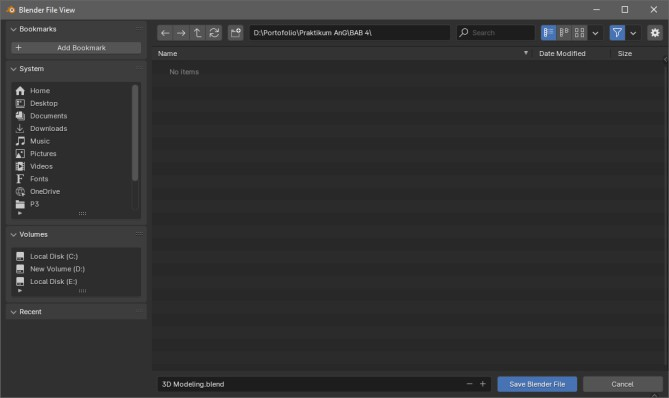 Blender File View
Bookmarks
Add Bookmark
System
Home
Desktop
Documents
Downloads
Music
Pictures
Videos
Fonts
OneDrive
P3
Volumes
Local Disk (C:)
New Volume (D:)
Local Disk (E:)
Recent
D:\Portofolio\Praktikum AnG\BAB 4\
Search
Name Date Modified Size
No items
3D Modeling.blend
Save Blender File Cancel